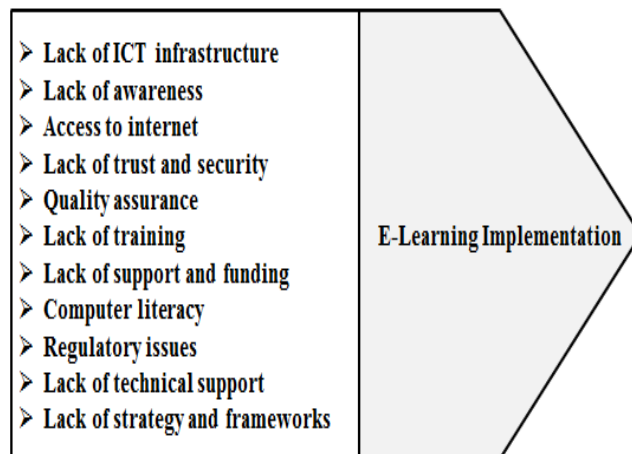 ➢ Lack of ICT infrastructure
➢ Lack of awareness
➢ Access to internet
➢ Lack of trust and security
➢ Quality assurance
➢ Lack of training
➢ Lack of support and funding
➢ Computer literacy
➢ Regulatory issues
➢ Lack of technical support
➢ Lack of strategy and frameworks
E-Learning Implementation